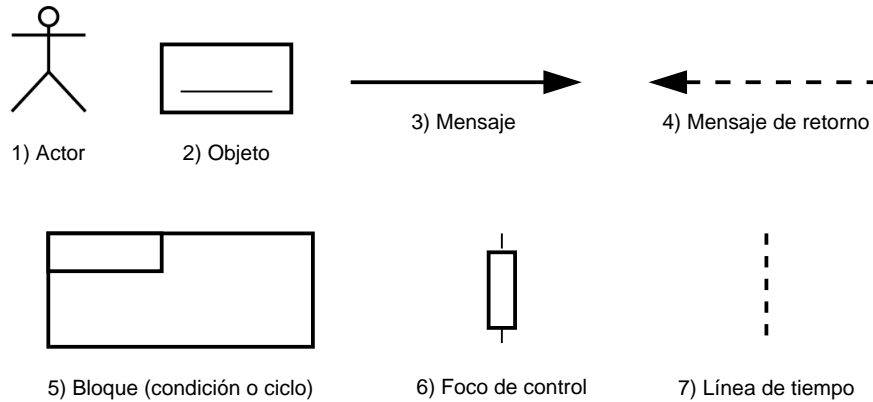 1) Actor
2) Objeto
3) Mensaje
4) Mensaje de retorno
5) Bloque (condición o ciclo)
6) Foco de control
7) Línea de tiempo